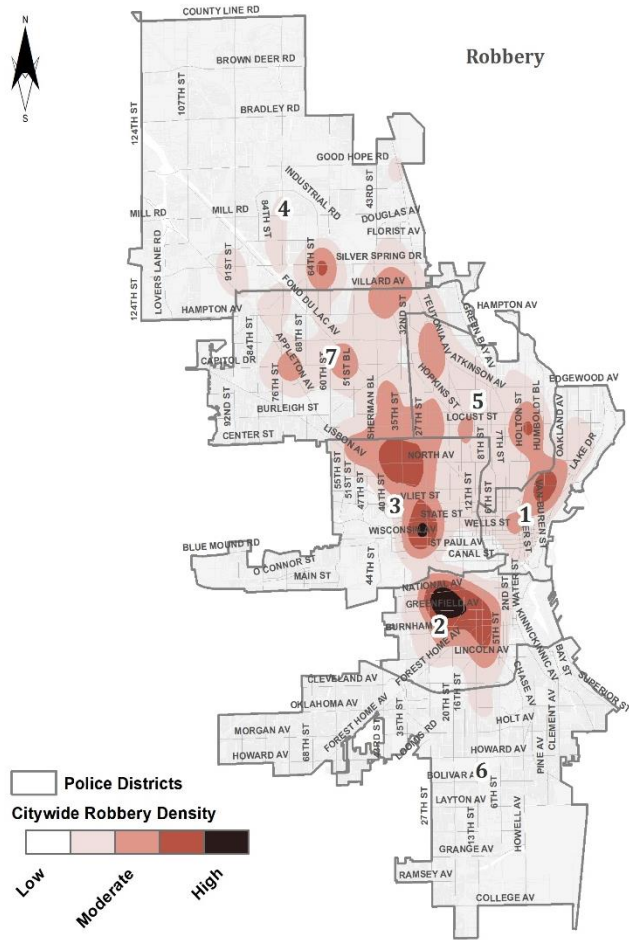 N
S
Robbery
COUNTY LINE RD
BROWN DEER RD
107TH ST
BRADLEY RD
124TH ST
GOOD HOPE RD
INDUSTRIAL RD
43RD ST
MILL RD
MILL RD
84TH ST
4
DOUGLAS AV
FLORIST AV
LOVERS LANE RD
91ST ST
64TH ST
SILVER SPRING DR
124TH ST
VILLARD AV
HAMPTON AV
FOND DU LAC AV
32ND ST
TEUTONIA AV
GREEN BAY AV
HAMPTON AV
84TH ST
68TH ST
7
CAPITOL DR
APPLETON AV
60TH ST
51ST BL
ATKINSON AV
76TH ST
HOPKINS ST
5
EDGEWOOD AV
92ND ST
BURLEIGH ST
SHERMAN BL
35TH ST
27TH ST
LOCUST ST
HOLTON ST
HUMBOLDT BL
OAKLAND AV
CENTER ST
LISBON AV
8TH ST
7TH ST
LAKE DR
NORTH AV
55TH ST
51ST ST
47TH ST
40TH ST
VLIET ST
12TH ST
6TH ST
VAN BUREN ST
3
STATE ST
WELLS ST
1
WISCONSIN AV
ST PAUL AV
BLUE MOUND RD
CANAL ST
O CONNOR ST
MAIN ST
44TH ST
NATIONAL AV
2ND ST
WATER ST
GREENFIELD AV
2
BURNHAM
5TH ST
KINNICKINNIC AV
FOREST HOME AV
LINCOLN AV
BAY ST
SUPERIOR ST
CLEVELAND AV
20TH ST
16TH ST
CHASE AV
OKLAHOMA AV
FOREST HOME AV
35TH ST
HOLT AV
CLEMENT AV
MORGAN AV
68TH ST
LOOMIS RD
HOWARD AV
HOWARD AV
PINE AV
BOLIVAR A
6
27TH ST
LAYTON AV
6TH ST
13TH ST
HOWELL AV
GRANGE AV
RAMSEY AV
COLLEGE AV
Police Districts
Citywide Robbery Density
Low
Moderate
High